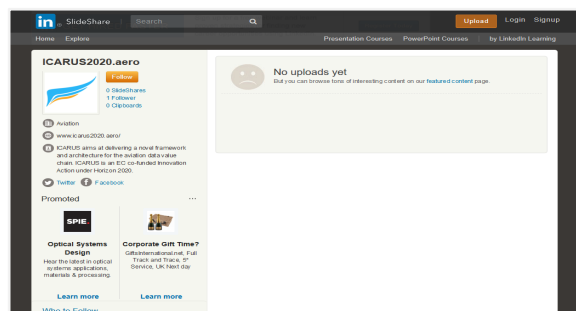 in SlideShare Search Upload Login Signup
Home Explore Presentation Courses PowerPoint Courses by LinkedIn Learning
ICARUS2020.aero
Follow
0 SlideShares
1 Follower
0 Clipboards
Aviation
www.icarus2020.aero/
ICARUS aims at delivering a novel framework
and architecture for the aviation data value
chain. ICARUS is an EC co-funded Innovation
Action under Horizon
2020.
Twitter Facebook
No uploads yet
But you can browse tons of interesting content on our featured content page.
Promoted ...
SPIE.
Optical Systems
Design
Hear the latest in optical
systems applications,
materials & processing.
Learn more
Corporate Gift Time?
GiftsInternational.net, Full
Track and Trace, 5*
Service, UK Next day
Learn more
Who to Follow